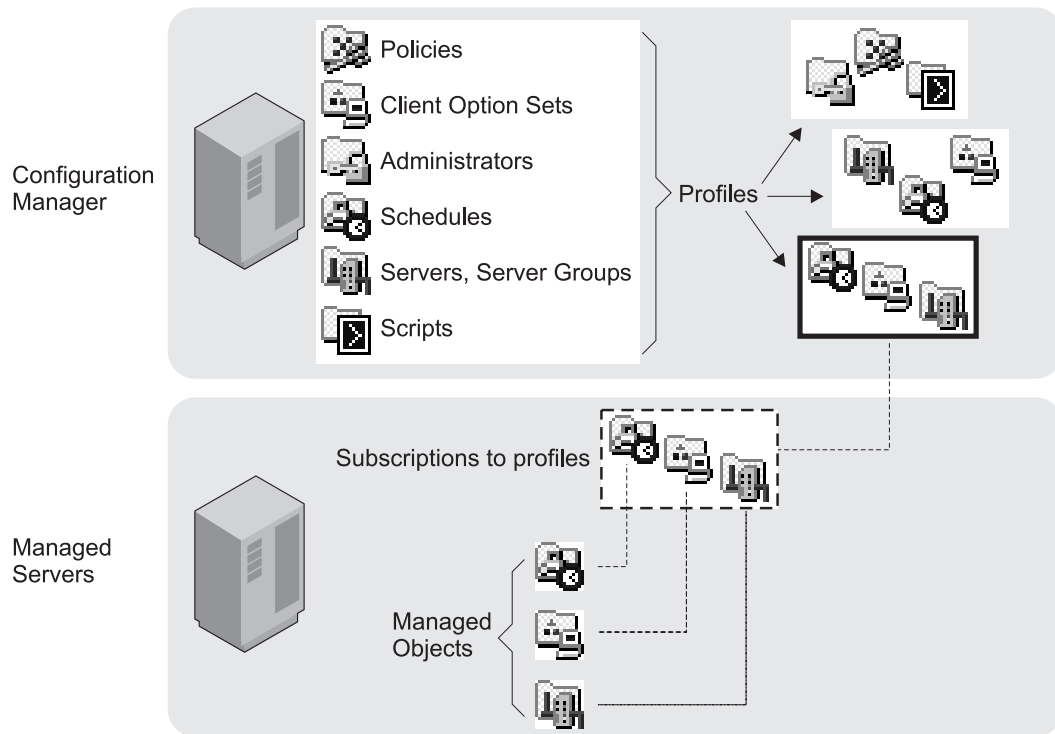 Configuration
Manager
Policies
Client Option Sets
Administrators
Schedules
Servers, Server Groups
Scripts
Profiles
Managed
Servers
Subscriptions to profiles
Managed
Objects